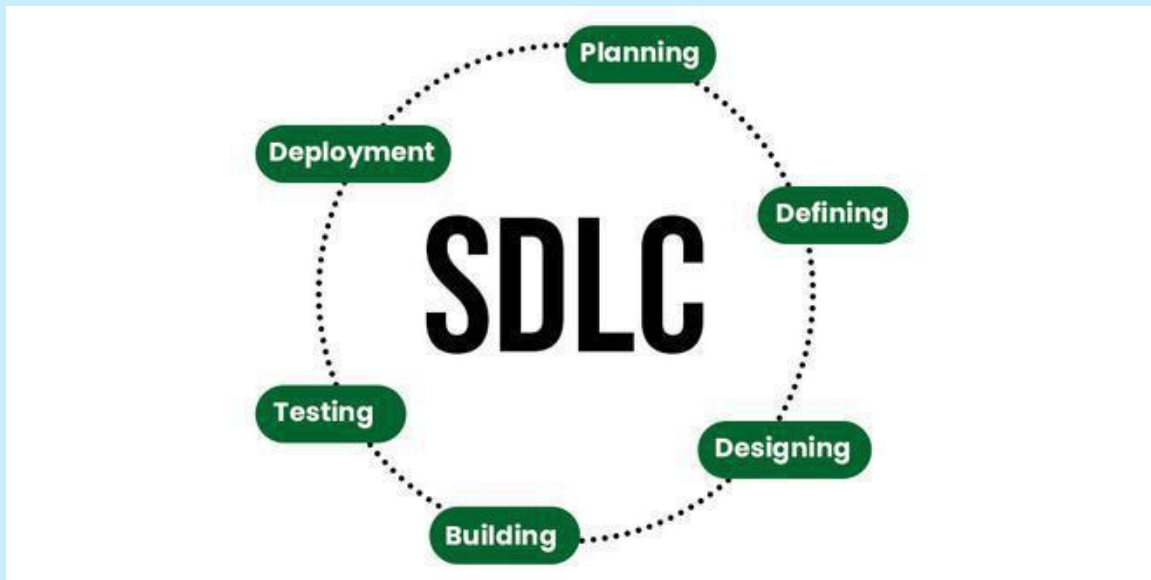 Planning
Deployment
Defining
SDLC
Testing
Designing
Building